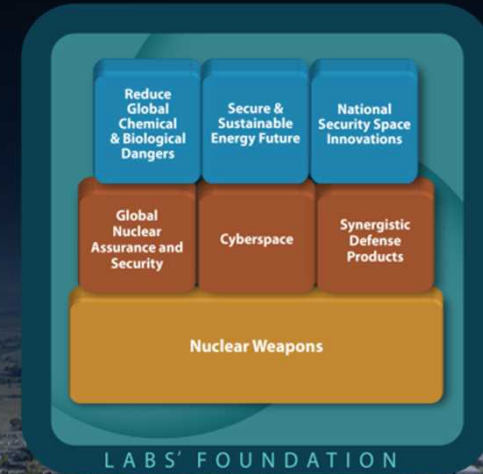 Reduce
Global
Chemical
& Biological
Dangers
Secure &
Sustainable
Energy Future
National
Security Space
Innovations
Global
Nuclear
Assurance and
Security
Cyberspace
Synergistic
Defense
Products
Nuclear Weapons
LABS' FOUNDATION